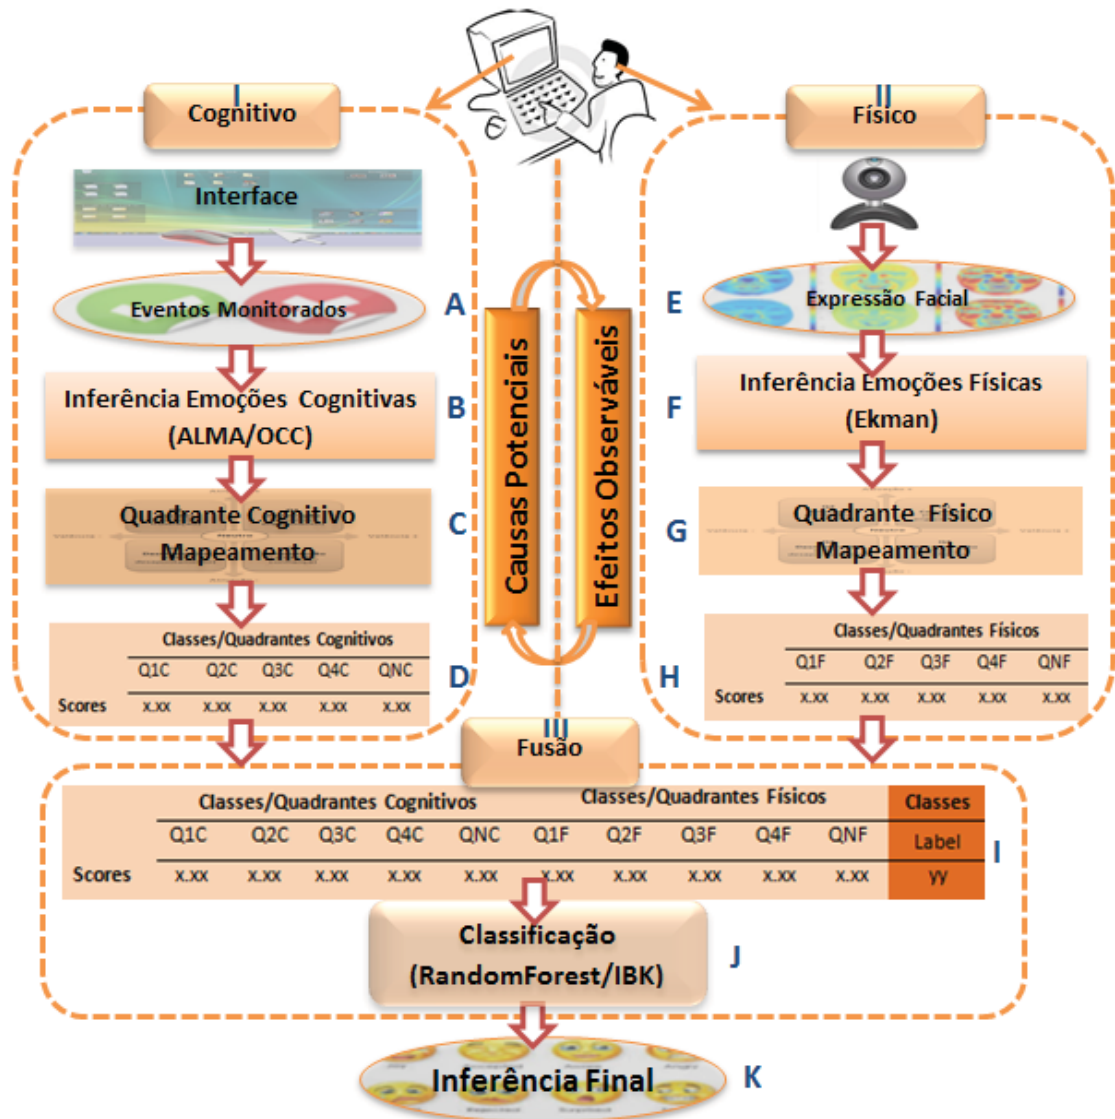 I
Cognitivo
II
Físico
Interface
Eventos Monitorados
A
Inferência Emoções Cognitivas
(ALMA/OCC)
B
Quadrante Cognitivo
Mapeamento
C
Classes/Quadrantes Cognitivos
Q1C Q2C Q3C Q4C QNC
Scores x.xx x.xx x.xx x.xx x.xx
D
Causas Potenciais
Efeitos Observáveis
E
Expressão Facial
F
Inferência Emoções Físicas
(Ekman)
G
Quadrante Físico
Mapeamento
H
Classes/Quadrantes Físicos
Q1F Q2F Q3F Q4F QNF
Scores x.xx x.xx x.xx x.xx x.xx
III
Fusão
Classes/Quadrantes Cognitivos Classes/Quadrantes Físicos Classes
Q1C Q2C Q3C Q4C QNC Q1F Q2F Q3F Q4F QNF Label
I
Scores x.xx x.xx x.xx x.xx x.xx x.xx x.xx x.xx x.xx x.xx yy
Classificação
(RandomForest/IBK)
J
Inferência Final
K